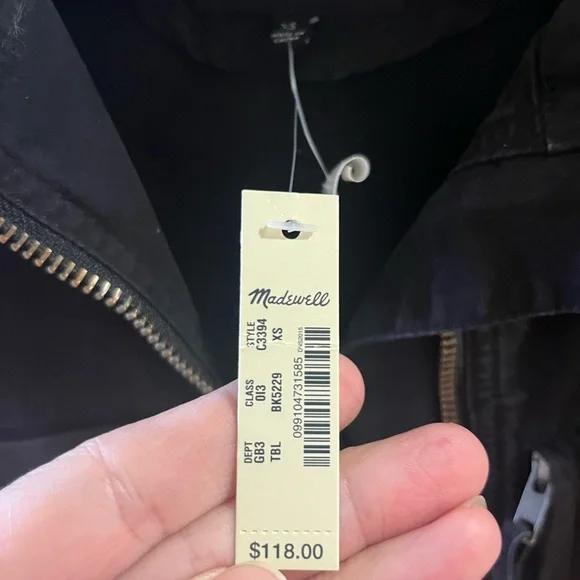 XS
Madewell
STYLE
C3394
XS
CLASS
013
BK5229
DEPT
GB3
TBL
099104731585
$118.00